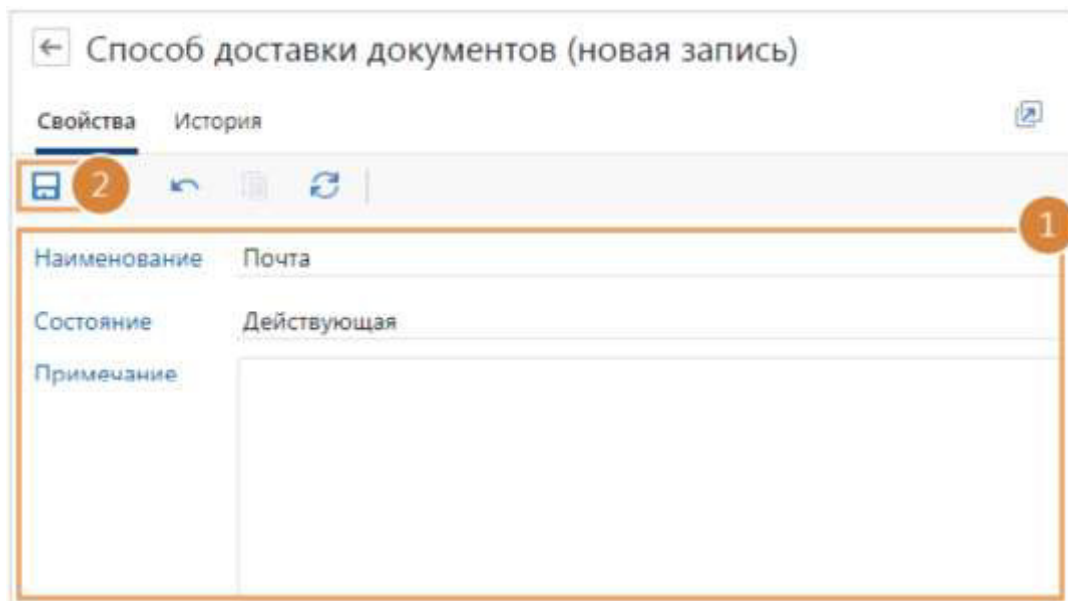 Способ доставки документов (новая запись)
Свойства История
2
1
Наименование Почта
Состояние Действующая
Примечание